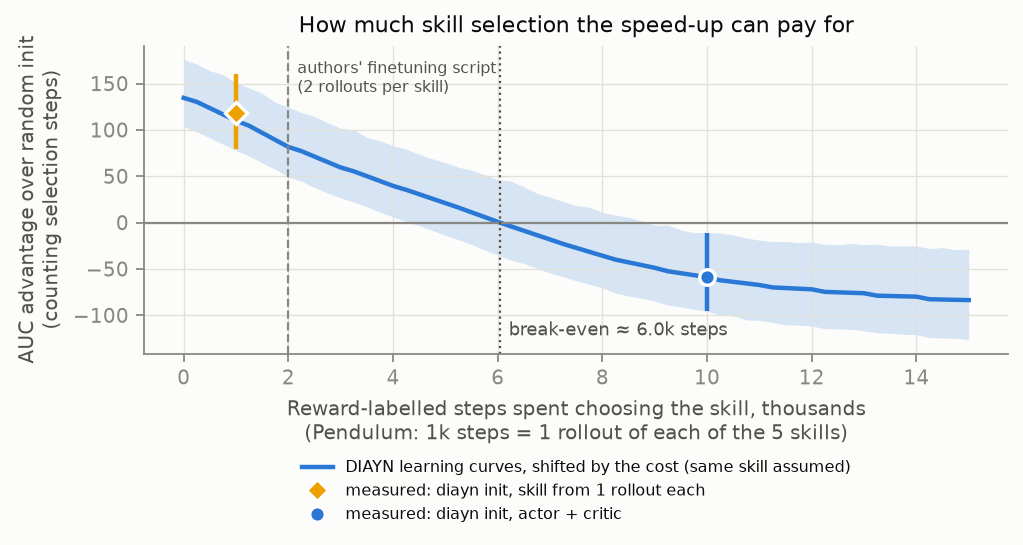 How much skill selection the speed-up can pay for
AUC advantage over random init
(counting selection steps)
150
100
50
0
−50
−100
authors' finetuning script
(2 rollouts per skill)
break-even ≈ 6.0k steps
0 2 4 6 8 10 12 14
Reward-labelled steps spent choosing the skill, thousands
(Pendulum: 1k steps = 1 rollout of each of the 5 skills)
DIAYN learning curves, shifted by the cost (same skill assumed)
measured: diayn init, skill from 1 rollout each
measured: diayn init, actor + critic